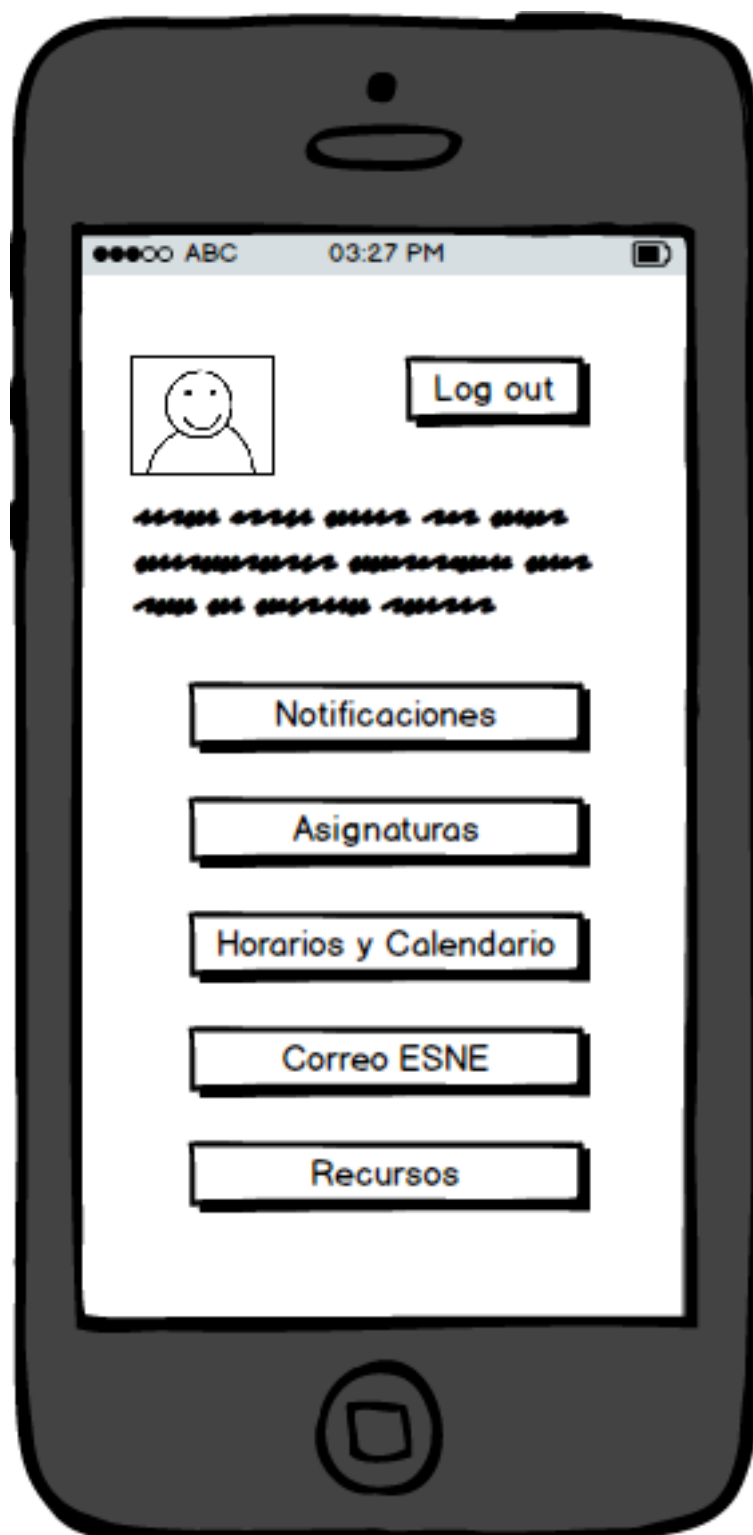 ABC 03:27 PM
Log out
Notificaciones
Asignaturas
Horarios y Calendario
Correo ESNE
Recursos